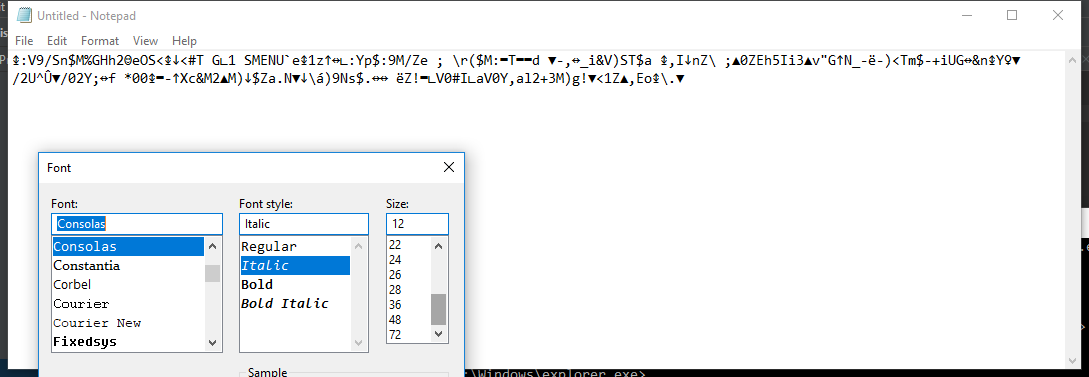 Untitled - Notepad
File Edit Format View Help
⇕:V9/Sn$M%GHh2ΘeOS<⇕↓<#T G∟1 SMENU`e⇕1z↑↔∟:Yp$:9M/Ze ; \r($M:═T══d ▼-,↔_i&V)ST$a ⇕,I↓nZ\ ;▲0ZEh5Ii3▲v"G↑N_-ë-)<Tm$-+iUG↔&n⇕Y♀▼
/2U^Û▼/02Y;↔f *00⇕═-↑Xc&M2▲M)↓$Za.N▼↓\á)9Ns$.↔↔ ëZ!═∟V0#I∟aV0Y,al2+3M)g!▼<1Z▲,Eo⇕\.▼
Font
Font:
Font style:
Size:
Consolas
Italic
12
Consolas
Constantia
Corbel
Courier
Courier New
Fixedsys
Regular
Italic
Bold
Bold Italic
22
24
26
28
36
48
72
Sample
:\Windows\explorer.exe>